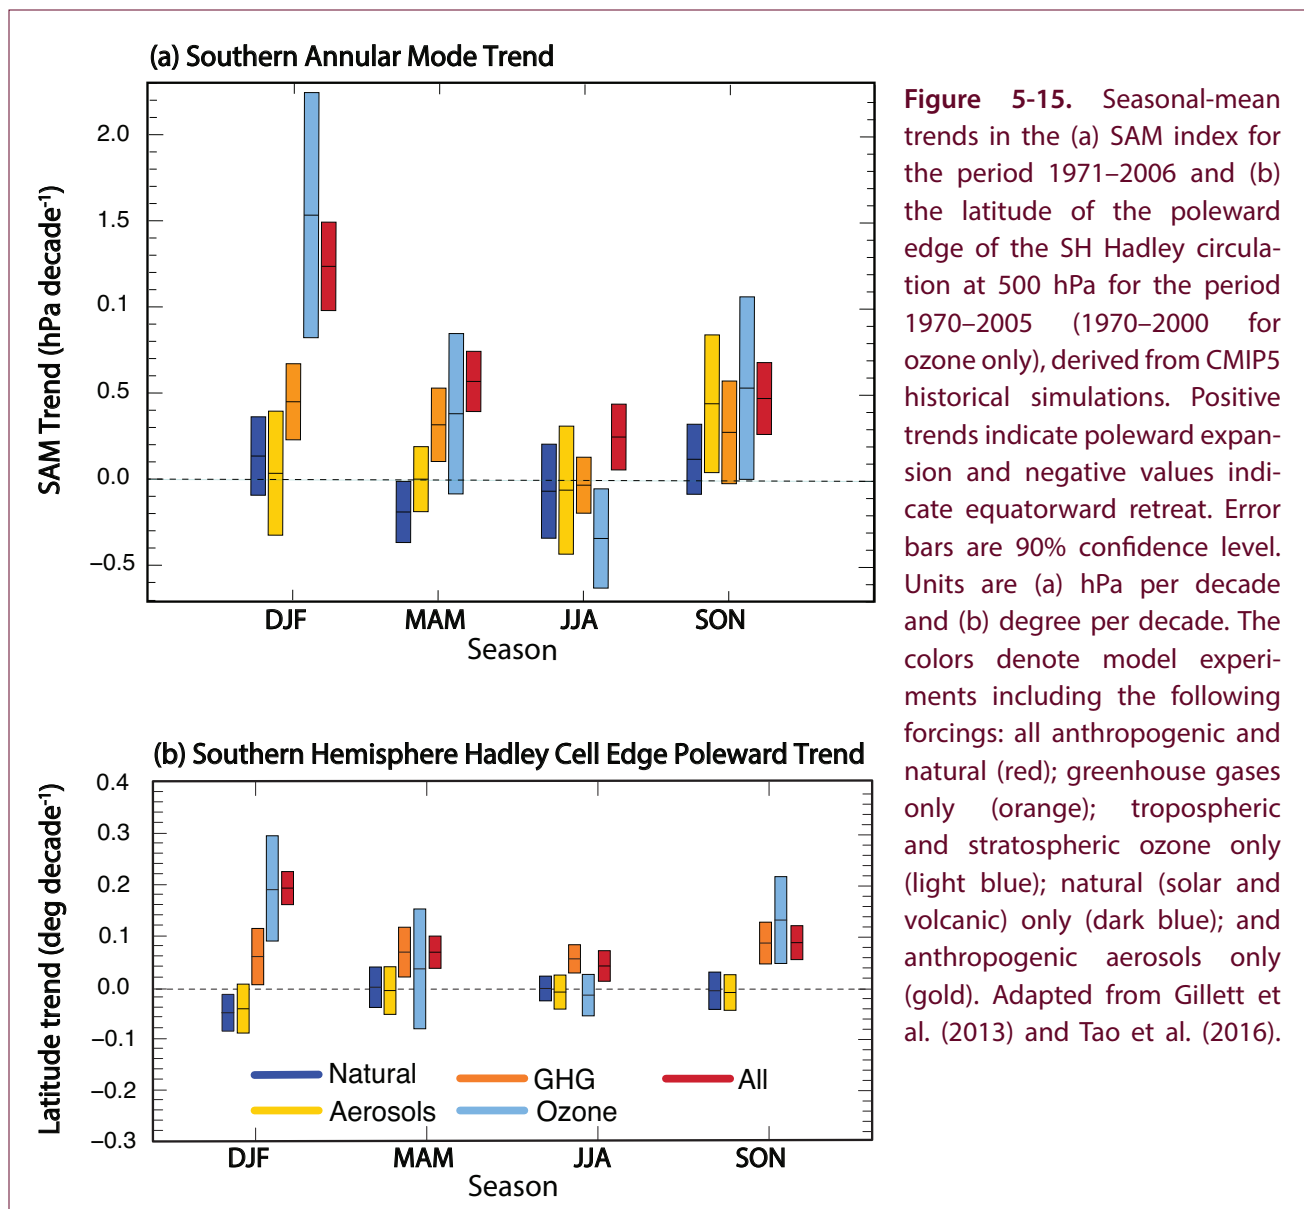 (a) Southern Annular Mode Trend
SAM Trend (hPa decade-1)
2.0
1.5
0.1
0.5
0.0
−0.5
DJF
MAM
JJA
SON
Season
(b) Southern Hemisphere Hadley Cell Edge Poleward Trend
Latitude trend (deg decade-1)
0.4
0.3
0.2
0.1
0.0
−0.1
−0.2
−0.3
Natural
GHG
All
Aerosols
Ozone
DJF
MAM
JJA
SON
Season
Figure 5-15. Seasonal-mean
trends in the (a) SAM index for
the period 1971–2006 and (b)
the latitude of the poleward
edge of the SH Hadley circula-
tion at 500 hPa for the period
1970–2005 (1970–2000 for
ozone only), derived from CMIP5
historical simulations. Positive
trends indicate poleward expan-
sion and negative values indi-
cate equatorward retreat. Error
bars are 90% confidence level.
Units are (a) hPa per decade
and (b) degree per decade. The
colors denote model experi-
ments including the following
forcings: all anthropogenic and
natural (red); greenhouse gases
only (orange); tropospheric
and stratospheric ozone only
(light blue); natural (solar and
volcanic) only (dark blue); and
anthropogenic aerosols only
(gold). Adapted from Gillett et
al. (2013) and Tao et al. (2016).